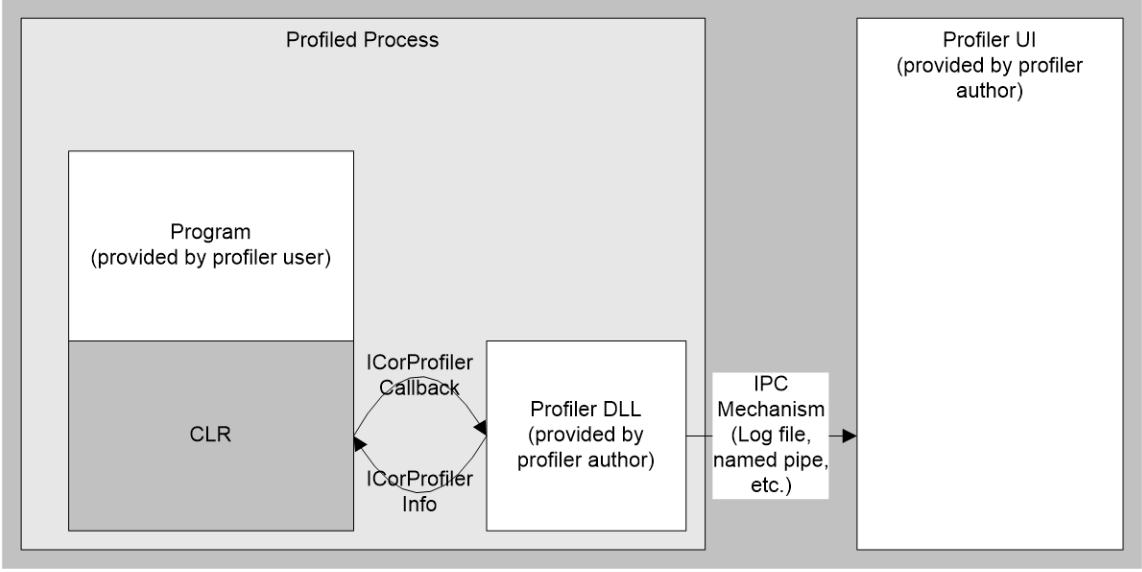 Profiled Process
Profiler UI
(provided by profiler
author)
Program
(provided by profiler user)
CLR
ICorProfiler
Callback
ICorProfiler
Info
Profiler DLL
(provided by
profiler author)
IPC
Mechanism
(Log file,
named pipe,
etc.)